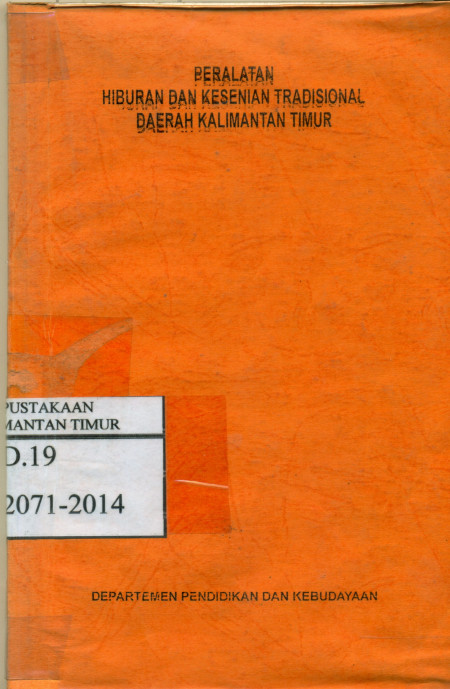 PERALATAN
HIBURAN DAN KESENIAN TRADISIONAL
DAERAH KALIMANTAN TIMUR
PUSTAKAAN
MANTAN TIMUR
D.19
2071-2014
DEPARTEMEN PENDIDIKAN DAN KEBUDAYAAN